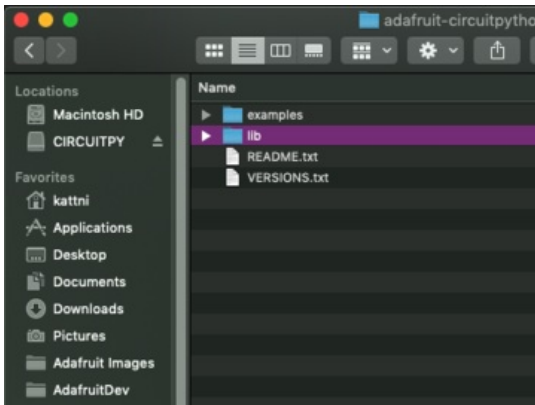 adafruit-circuitpytho
Locations
Macintosh HD
CIRCUITPY
Favorites
kattni
Applications
Desktop
Documents
Downloads
Pictures
Adafruit Images
AdafruitDev
Name
examples
lib
README.txt
VERSIONS.txt